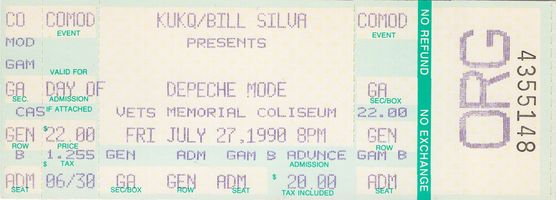 CO COMOD KUKQ/BILL SILVA COMOD
EVENT EVENT
MOD PRESENTS
GAM VALID FOR
GA DAY OF DEPECHE MODE GA
SEC. ADMISSION SEC/BOX
IF ATTACHED
CAS VETS MEMORIAL COLISEUM 22.00
GEN $22.00 FRI JULY 27,1990 8PM GEN
ROW PRICE ROW
B 1.255 GEN ADM GAM B ADVNCE GAM B
$ TAX ADMISSION
ADM 06/30 GA GEN ADM $ 20.00 ADM
SEAT SEC/BOX ROW SEAT TAX INCLUDED SEAT
NO REFUND
NO EXCHANGE
ORG
4355148